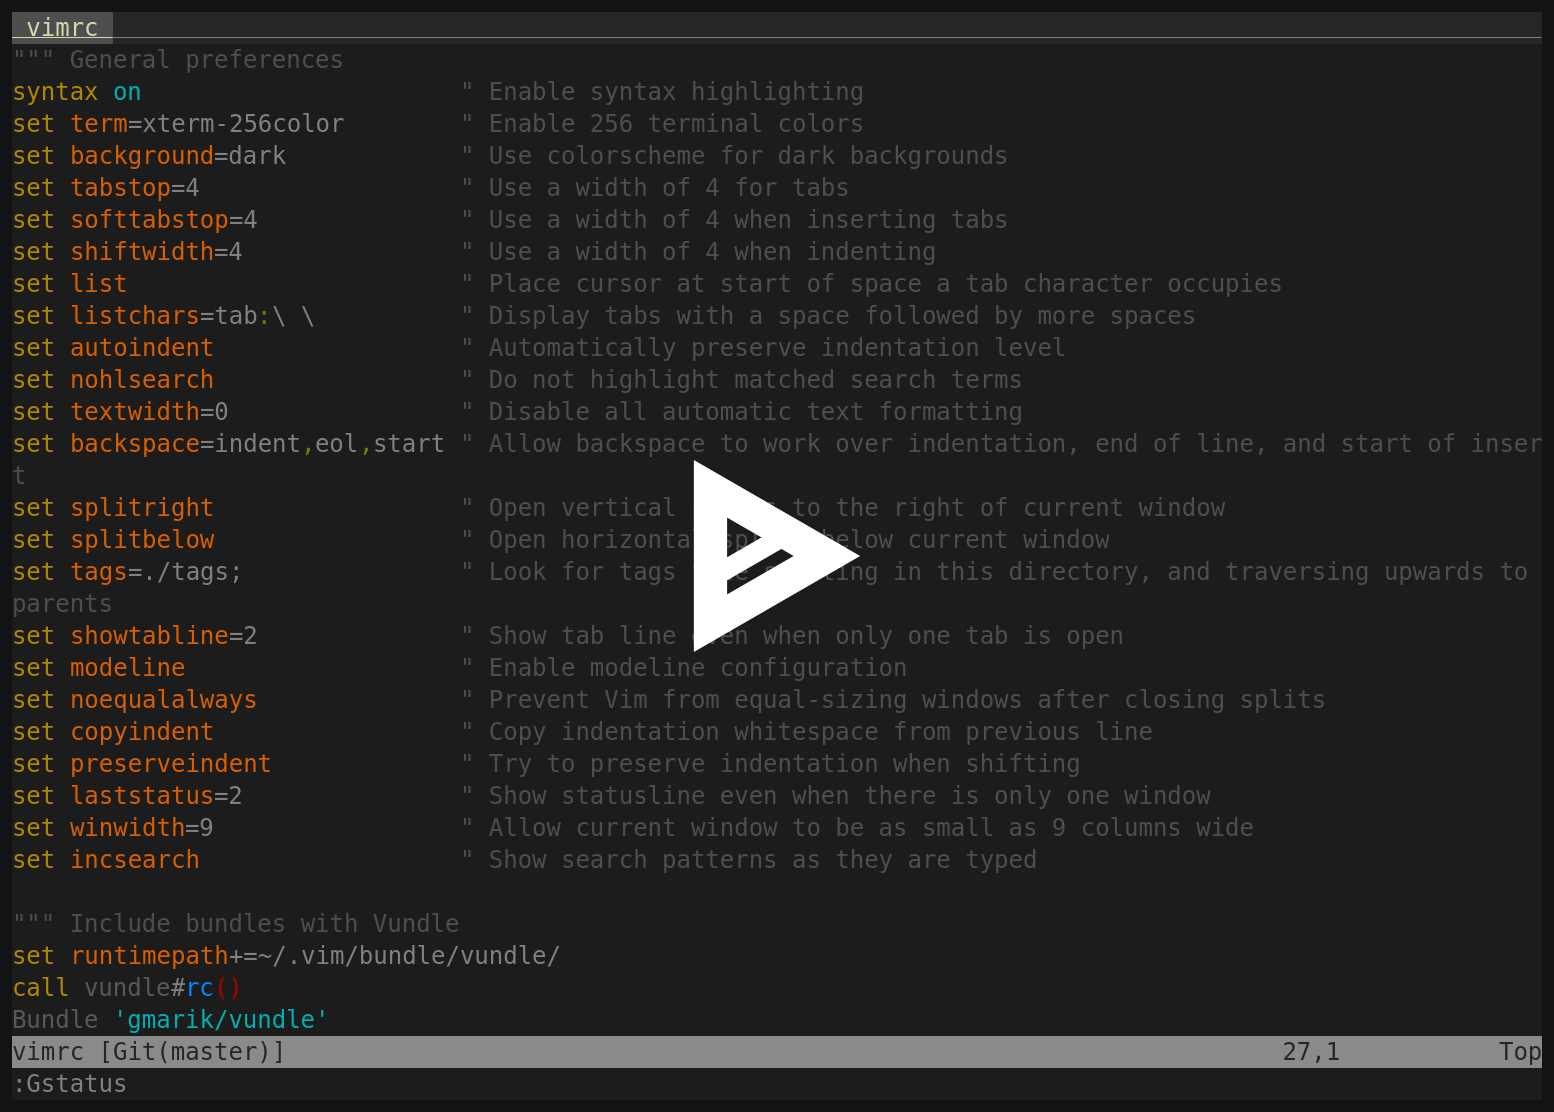 vimrc
""" General preferences
syntax on " Enable syntax highlighting
set term=xterm-256color " Enable 256 terminal colors
set background=dark " Use colorscheme for dark backgrounds
set tabstop=4 " Use a width of 4 for tabs
set softtabstop=4 " Use a width of 4 when inserting tabs
set shiftwidth=4 " Use a width of 4 when indenting
set list " Place cursor at start of space a tab character occupies
set listchars=tab:\ \ " Display tabs with a space followed by more spaces
set autoindent " Automatically preserve indentation level
set nohlsearch " Do not highlight matched search terms
set textwidth=0 " Disable all automatic text formatting
set backspace=indent,eol,start " Allow backspace to work over indentation, end of line, and start of inser
t
set splitright " Open vertical to the right of current window
set splitbelow " Open horizontal below current window
set tags=./tags; " Look for tags in this directory, and traversing upwards to
parents
set showtabline=2 " Show tab line even when only one tab is open
set modeline " Enable modeline configuration
set noequalalways " Prevent Vim from equal-sizing windows after closing splits
set copyindent " Copy indentation whitespace from previous line
set preserveindent " Try to preserve indentation when shifting
set laststatus=2 " Show statusline even when there is only one window
set winwidth=9 " Allow current window to be as small as 9 columns wide
set incsearch " Show search patterns as they are typed
""" Include bundles with Vundle
set runtimepath+=~/.vim/bundle/vundle/
call vundle#rc()
Bundle 'gmarik/vundle'
vimrc [Git(master)] 27,1 Top
:Gstatus